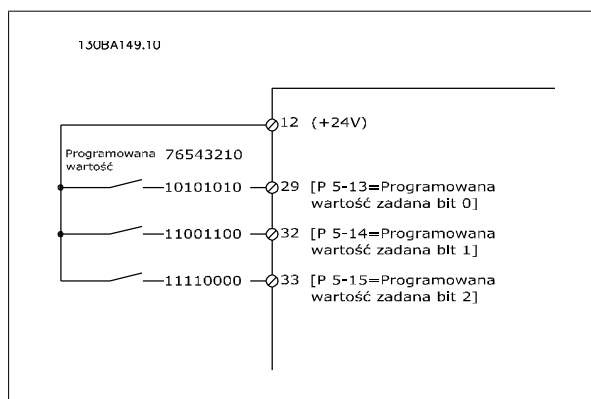 130BA149.10
12 (+24V)
Programowana 76543210
wartość
10101010 29 [P 5-13=Programowana
wartość zadana bit 0]
11001100 32 [P 5-14=Programowana
wartość zadana bit 1]
11110000 33 [P 5-15=Programowana
wartość zadana bit 2]